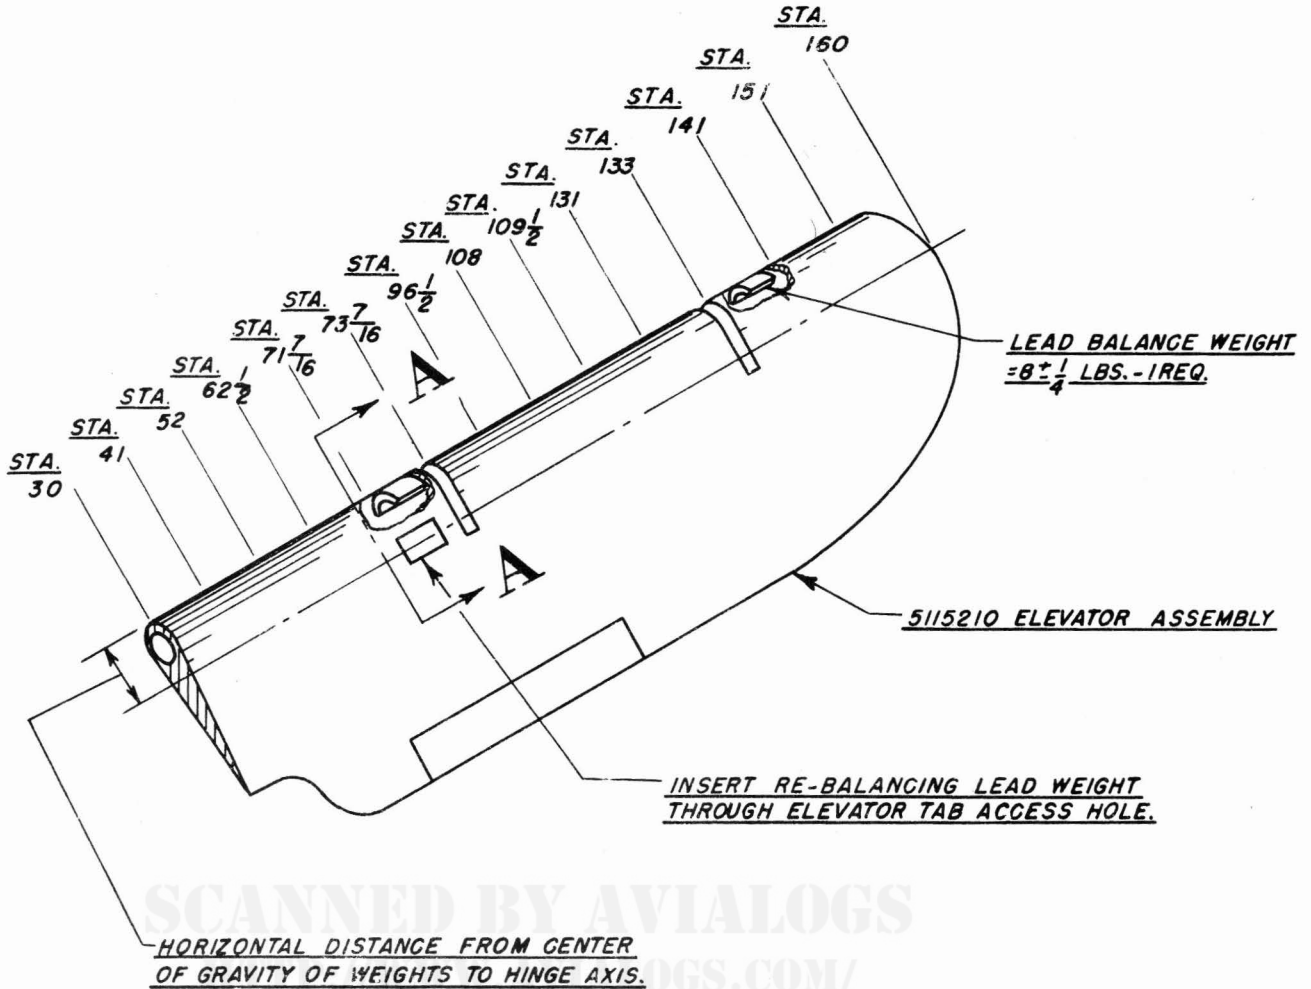 STA.
160
STA.
151
STA.
141
STA.
133
STA.
131
STA.
109 1/2
STA.
108
STA.
96 1/2
STA.
73 7/16
STA.
71 7/16
STA.
62 1/2
STA.
52
STA.
41
STA.
30
A
A
LEAD BALANCE WEIGHT
=8 ± 1/4 LBS.-1REQ.
5115210 ELEVATOR ASSEMBLY
INSERT RE-BALANCING LEAD WEIGHT
THROUGH ELEVATOR TAB ACCESS HOLE.
SCANNED BY AVIALOGS
HORIZONTAL DISTANCE FROM CENTER
OF GRAVITY OF WEIGHTS TO HINGE AXIS.